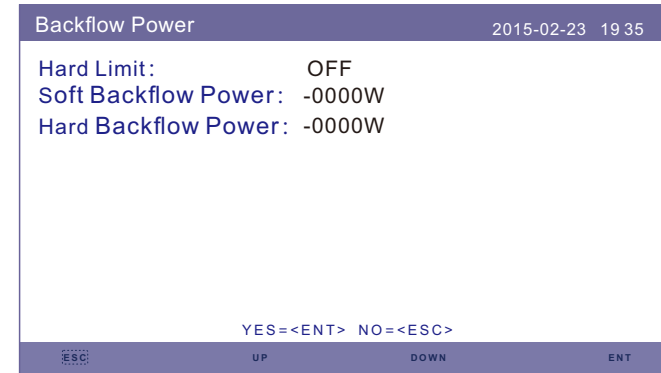 Backflow Power 2015-02-23 19 35
Hard Limit: OFF
Soft Backflow Power: -0000W
Hard Backflow Power: -0000W
YES=<ENT> NO=<ESC>
ESC UP DOWN ENT